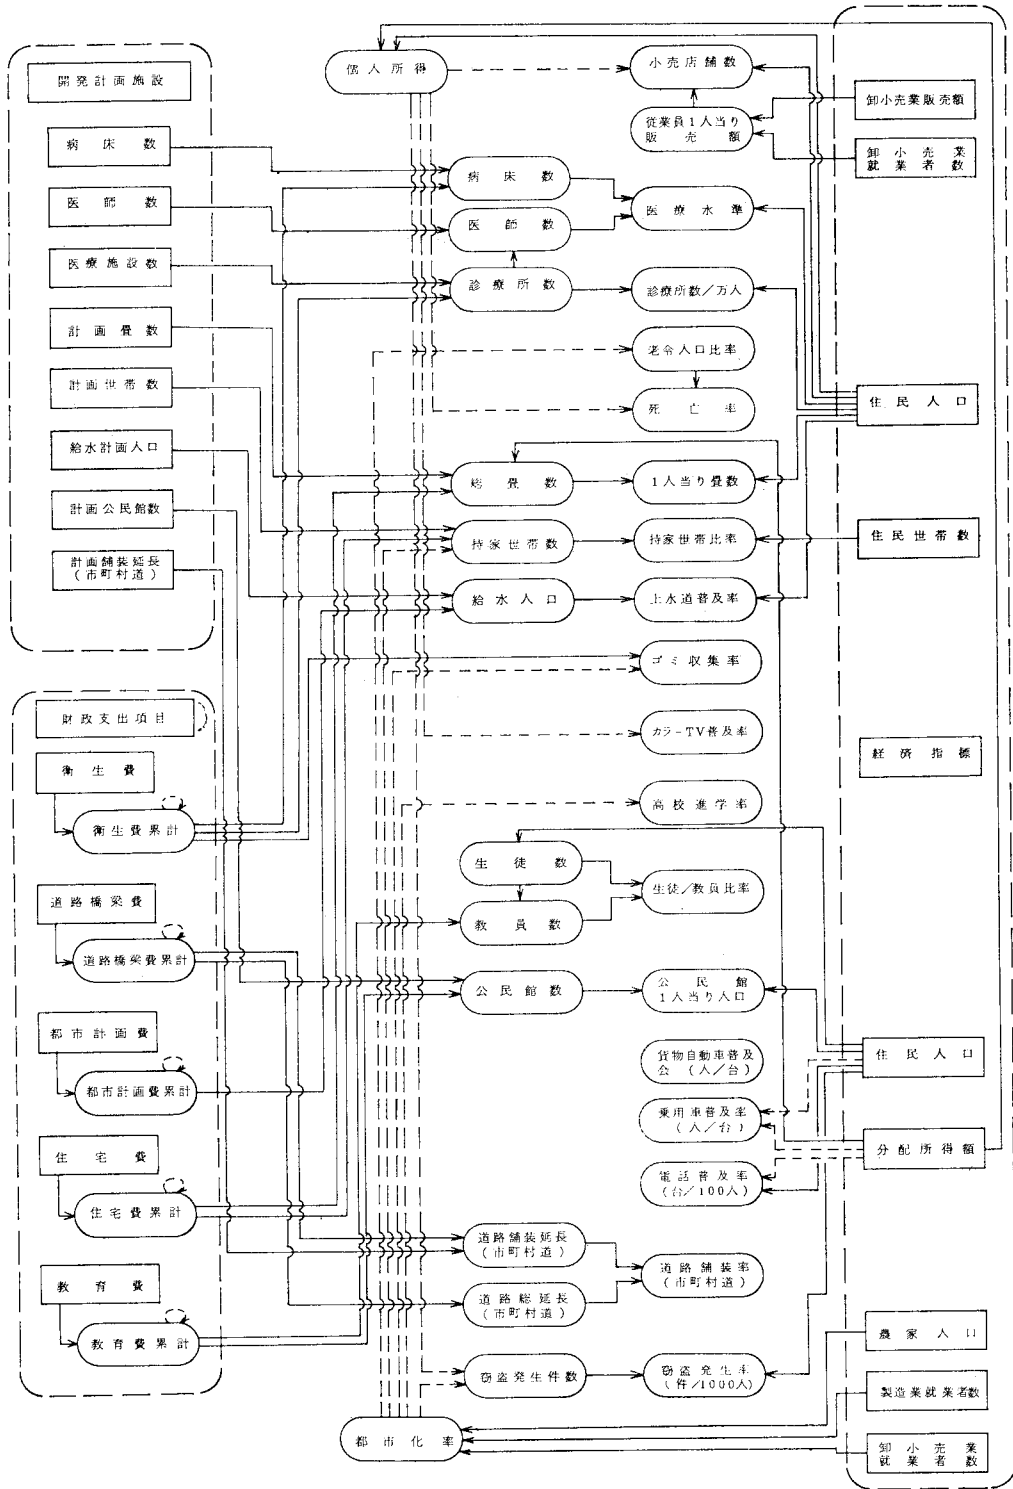 開発計画施設
病床数
医師数
医療施設数
計画畳数
計画世帯数
給水計画人口
計画公民館数
計画舗装延長
(市町村道)
財政支出項目
衛生費
衛生費累計
道路橋梁費
道路橋梁費累計
都市計画費
都市計画費累計
住宅費
住宅費累計
教育費
教育費累計
個人所得
病床数
医師数
診療所数
総畳数
持家世帯数
給水人口
生徒数
教員数
公民館数
道路舗装延長
(市町村道)
道路総延長
(市町村道)
窃盗発生件数
都市化率
小売店舗数
従業員1人当り
販売額
医療水準
診療所数/万人
老令人口比率
死亡率
1人当り畳数
持家世帯比率
上水道普及率
ゴミ収集率
カラーTV普及率
高校進学率
生徒/教員比率
公民館
1人当り人口
貨物自動車普及
会(人/台)
乗用車普及率
(人/台)
電話普及率
(台/100人)
道路舗装率
(市町村道)
窃盗発生率
(件/1000人)
卸小売業販売額
卸小売業
就業者数
住民人口
住民世帯数
経済指標
住民人口
分配所得額
農家人口
製造業就業者数
卸小売業
就業者数